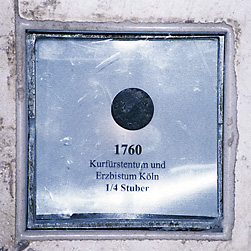 1760
Kurfürstentum und
Erzbistum Köln
1/4 Stuber